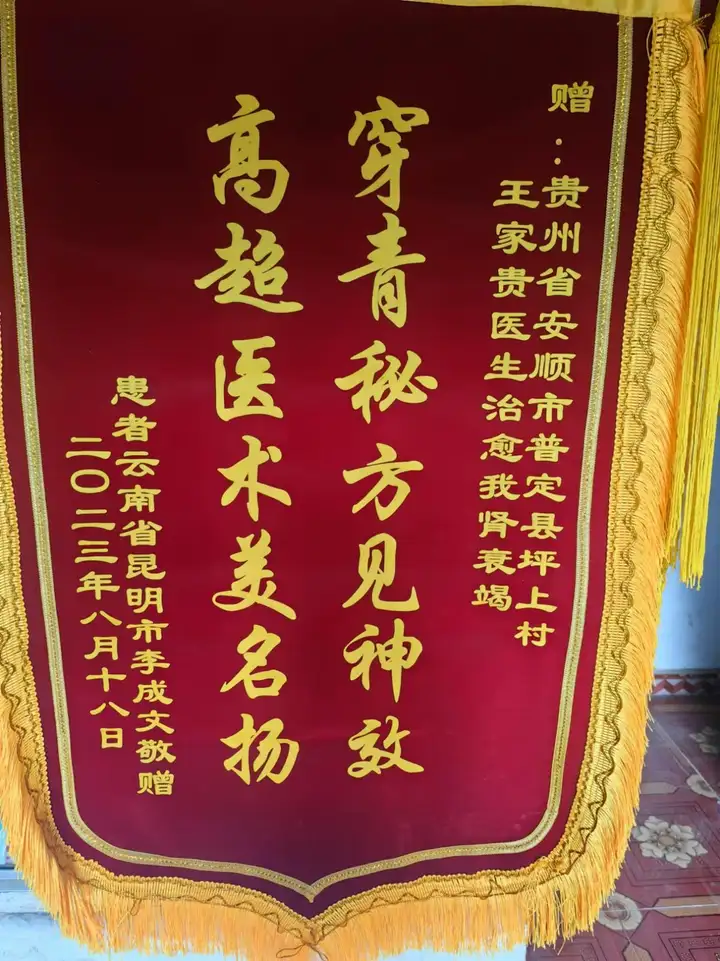 赠：
贵州省安顺市普定县坪上村
王家贵医生治愈我肾衰竭
穿青秘方见神效
高超医术美名扬
患者云南省昆明市李成文敬赠
二〇二三年八月十八日